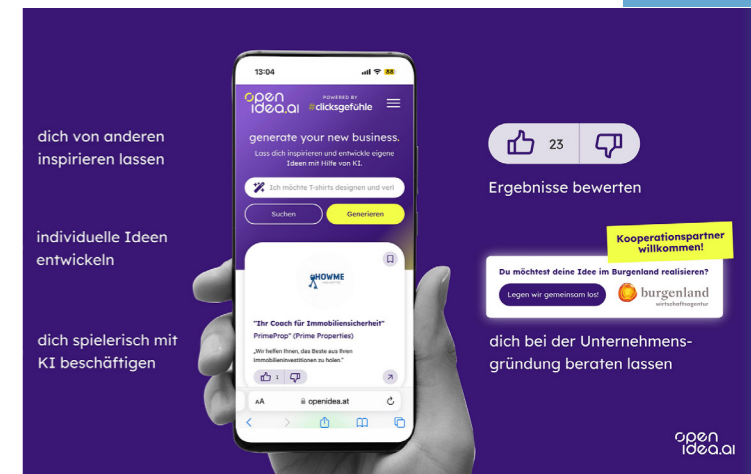 dich von anderen
inspirieren lassen
individuelle Ideen
entwickeln
dich spielerisch mit
KI beschäftigen
13:04
88
open
idea.ai
POWERED BY
#clicksgefühle
generate your new business.
Lass dich inspirieren und entwickle eigene
Ideen mit Hilfe von KI.
Ich möchte T-shirts designen und verl
Suchen
Generieren
HOWME
"Ihr Coach für Immobiliensicherheit"
PrimeProp" (Prime Properties)
„Wir helfen Ihnen, das Beste aus Ihren
Immobilieninvestitionen zu holen."
1
AA
openidea.at
23
Ergebnisse bewerten
Kooperationspartner
willkommen!
Du möchtest deine Idee im Burgenland realisieren?
Legen wir gemeinsam los!
burgenland
wirtschaftsagentur
dich bei der Unternehmens-
gründung beraten lassen
open
idea.ai